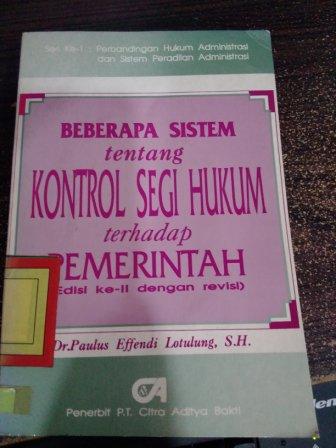 Seri Ke-I : Perbandingan Hukum Administrasi
dan Sistem Peradilan Administrasi
BEBERAPA SISTEM
tentang
KONTROL SEGI HUKUM
terhadap
PEMERINTAH
(Edisi ke-II dengan revisi)
Dr.Paulus Effendi Lotulung, S.H.
Penerbit P.T. Citra Aditya Bakti